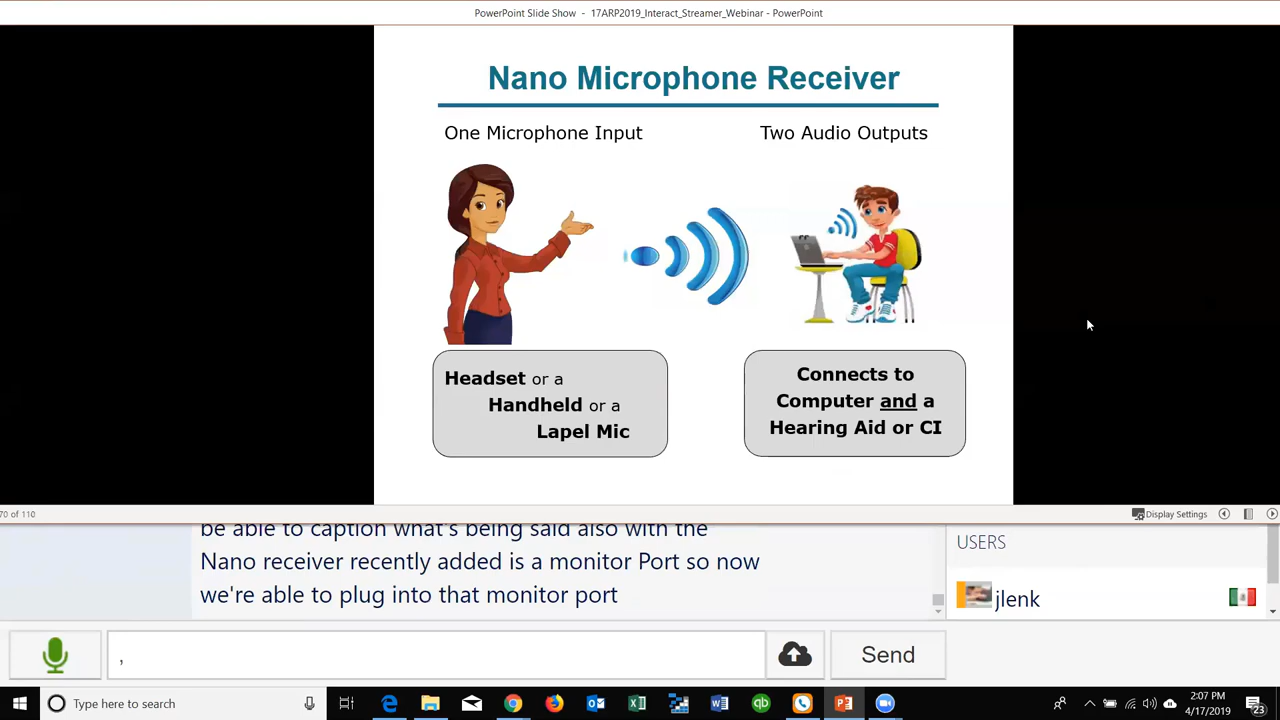 PowerPoint Slide Show - 17ARP2019_Interact_Streamer_Webinar - PowerPoint
Nano Microphone Receiver
One Microphone Input
Two Audio Outputs
Headset or a
Handheld or a
Lapel Mic
Connects to
Computer and a
Hearing Aid or CI
70 of 110
Display Settings
be able to caption what's being said also with the
Nano receiver recently added is a monitor Port so now
we're able to plug into that monitor port
USERS
jlenk
,
Send
Type here to search
2:07 PM
4/17/2019
23